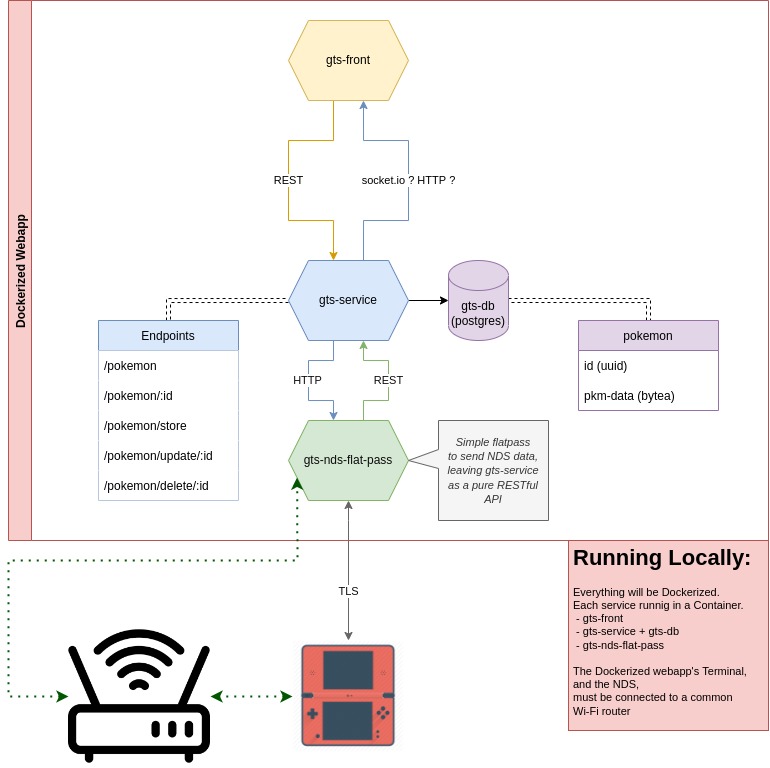 Dockerized Webapp
gts-front
REST
socket.io ? HTTP ?
gts-service
gts-db
(postgres)
Endpoints
/pokemon
/pokemon/:id
/pokemon/store
/pokemon/update/:id
/pokemon/delete/:id
pokemon
id (uuid)
pkm-data (bytea)
HTTP
REST
gts-nds-flat-pass
Simple flatpass
to send NDS data,
leaving gts-service
as a pure RESTful
API
TLS
Running Locally:
Everything will be Dockerized.
Each service runnig in a Container.
- gts-front
- gts-service + gts-db
- gts-nds-flat-pass
The Dockerized webapp's Terminal,
and the NDS,
must be connected to a common
Wi-Fi router